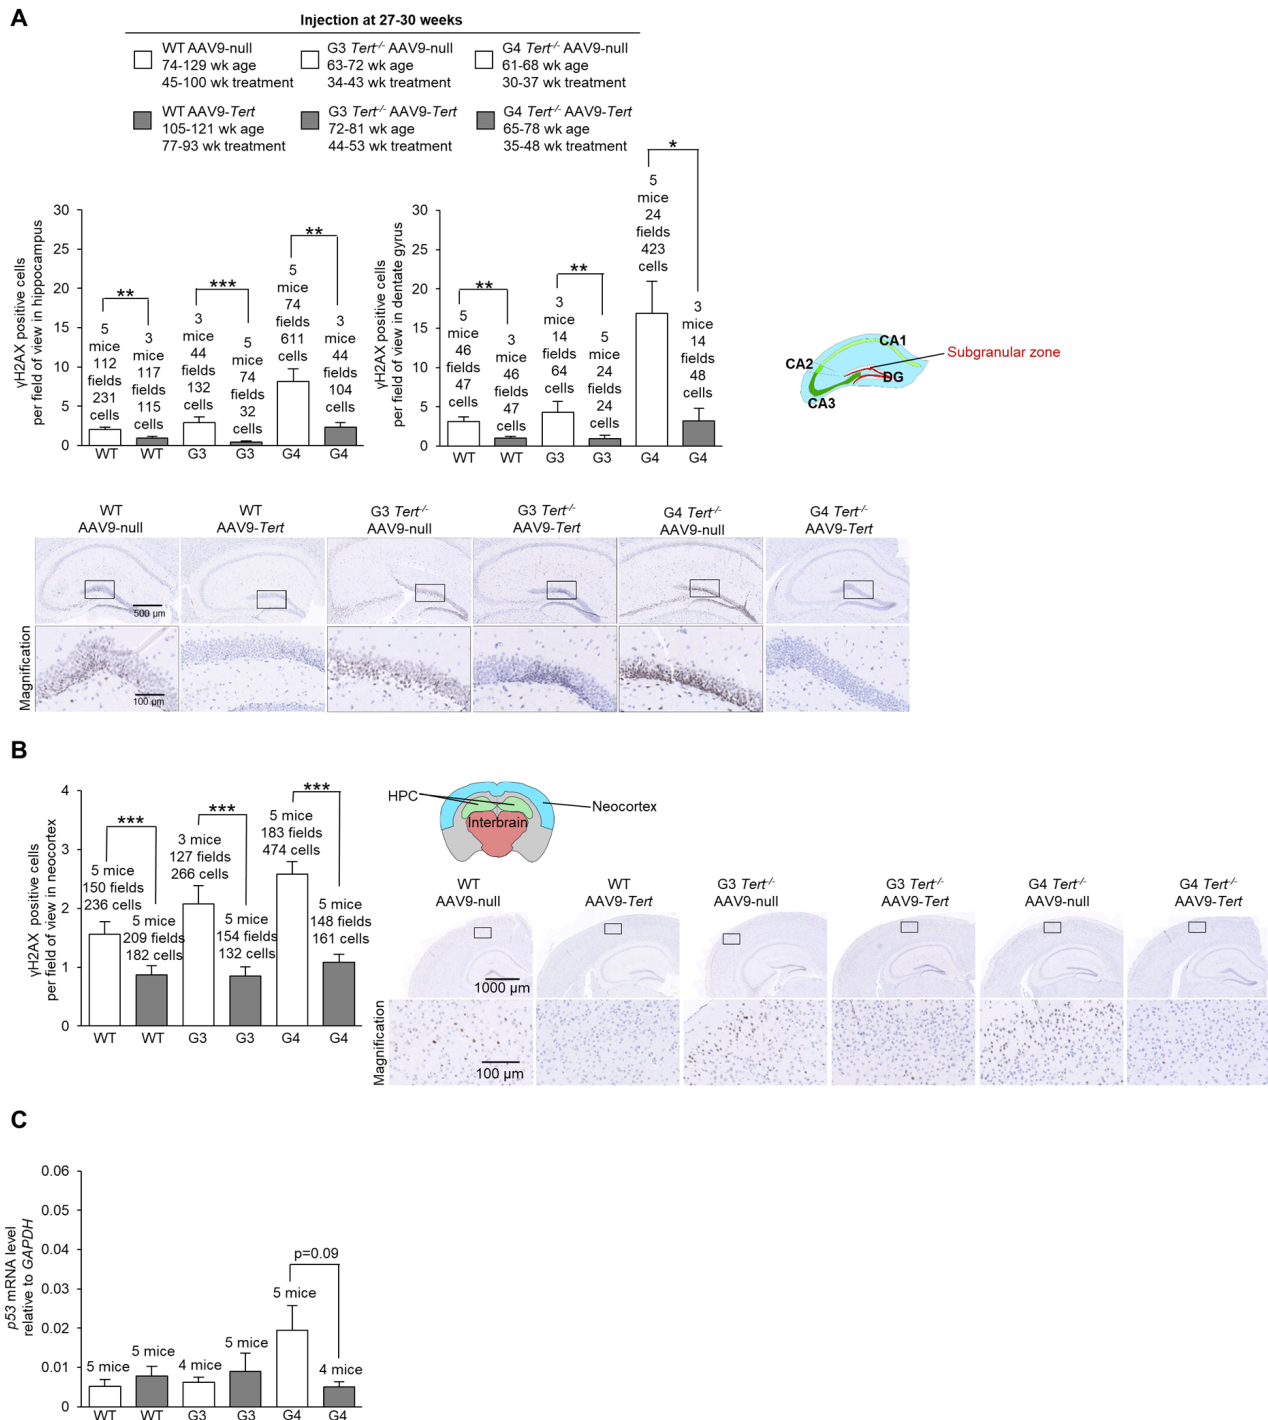 A
Injection at 27-30 weeks
WT AAV9-null
74-129 wk age
45-100 wk treatment
G3 Tert-/- AAV9-null
63-72 wk age
34-43 wk treatment
G4 Tert-/- AAV9-null
61-68 wk age
30-37 wk treatment
WT AAV9-Tert
105-121 wk age
77-93 wk treatment
G3 Tert-/- AAV9-Tert
72-81 wk age
44-53 wk treatment
G4 Tert-/- AAV9-Tert
65-78 wk age
35-48 wk treatment
γH2AX positive cells
per field of view in hippocampus
30
25
20
15
10
5
0
**
***
**
5
mice
112
fields
231
cells
3
mice
117
fields
115
cells
3
mice
44
fields
132
cells
5
mice
74
fields
32
cells
5
mice
74
fields
611
cells
3
mice
44
fields
104
cells
WT
WT
G3
G3
G4
G4
γH2AX positive cells
per field of view in dentate gyrus
30
25
20
15
10
5
0
**
**
*
5
mice
46
fields
47
cells
3
mice
46
fields
47
cells
3
mice
14
fields
64
cells
5
mice
24
fields
24
cells
5
mice
24
fields
423
cells
3
mice
14
fields
48
cells
WT
WT
G3
G3
G4
G4
CA1
CA2
Subgranular zone
DG
CA3
WT
AAV9-null
WT
AAV9-Tert
G3 Tert-/-
AAV9-null
G3 Tert-/-
AAV9-Tert
G4 Tert-/-
AAV9-null
G4 Tert-/-
AAV9-Tert
500 µm
Magnification
100 µm
B
γH2AX positive cells
per field of view in neocortex
4
3
2
1
0
***
***
***
5 mice
150 fields
236 cells
5 mice
209 fields
182 cells
3 mice
127 fields
266 cells
5 mice
154 fields
132 cells
5 mice
183 fields
474 cells
5 mice
148 fields
161 cells
WT
WT
G3
G3
G4
G4
HPC
Neocortex
Interbrain
WT
AAV9-null
WT
AAV9-Tert
G3 Tert-/-
AAV9-null
G3 Tert-/-
AAV9-Tert
G4 Tert-/-
AAV9-null
G4 Tert-/-
AAV9-Tert
1000 µm
Magnification
100 µm
C
p53 mRNA level
relative to GAPDH
0.06
0.05
0.04
0.03
0.02
0.01
0
p=0.09
5 mice
5 mice
4 mice
5 mice
5 mice
4 mice
WT
WT
G3
G3
G4
G4